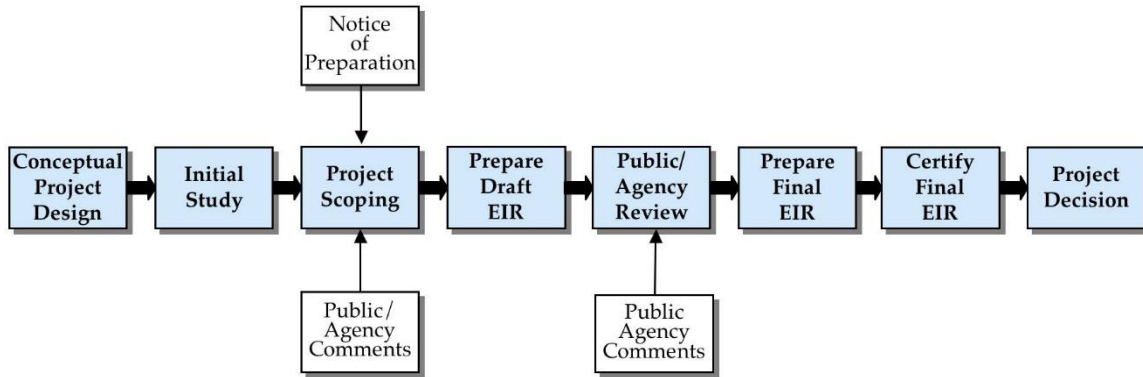 Notice
of
Preparation
Conceptual
Project
Design
Initial
Study
Project
Scoping
Prepare
Draft
EIR
Public/
Agency
Review
Prepare
Final
EIR
Certify
Final
EIR
Project
Decision
Public/
Agency
Comments
Public
Agency
Comments